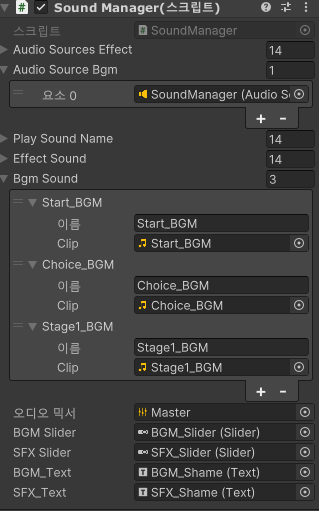 Sound Manager(스크립트)
스크립트 SoundManager
Audio Sources Effect 14
Audio Source Bgm 1
요소 0 SoundManager (Audio So
Play Sound Name 14
Effect Sound 14
Bgm Sound 3
Start_BGM
이름 Start_BGM
Clip Start_BGM
Choice_BGM
이름 Choice_BGM
Clip Choice_BGM
Stage1_BGM
이름 Stage1_BGM
Clip Stage1_BGM
오디오 믹서 Master
BGM Slider BGM_Slider (Slider)
SFX Slider SFX_Slider (Slider)
BGM_Text BGM_Shame (Text)
SFX_Text SFX_Shame (Text)